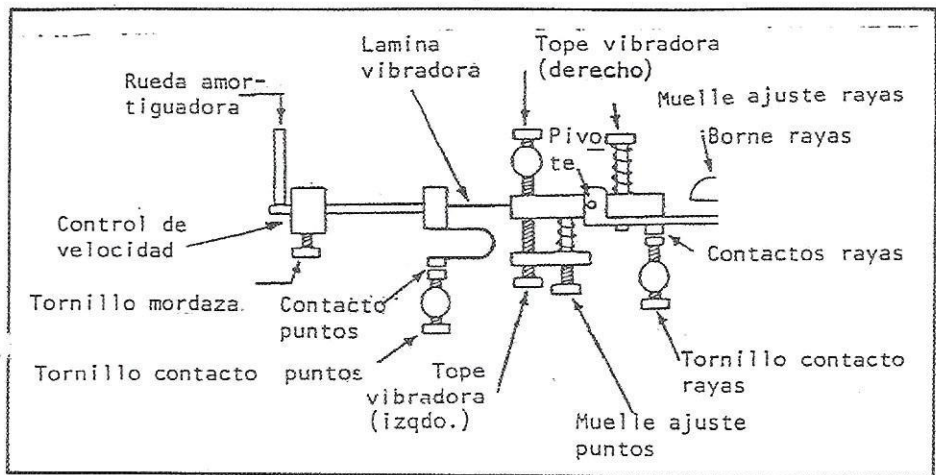 Lamina
vibradora
Tope vibradora
(derecho)
Rueda amor-
tiguadora
Muelle ajuste rayas
Pivo
te
Borne rayas
Control de
velocidad
Contactos rayas
Tornillo mordaza
Contacto
puntos
Tornillo contacto puntos
Tope
vibradora
(izqdo.)
Tornillo contacto
rayas
Muelle ajuste
puntos